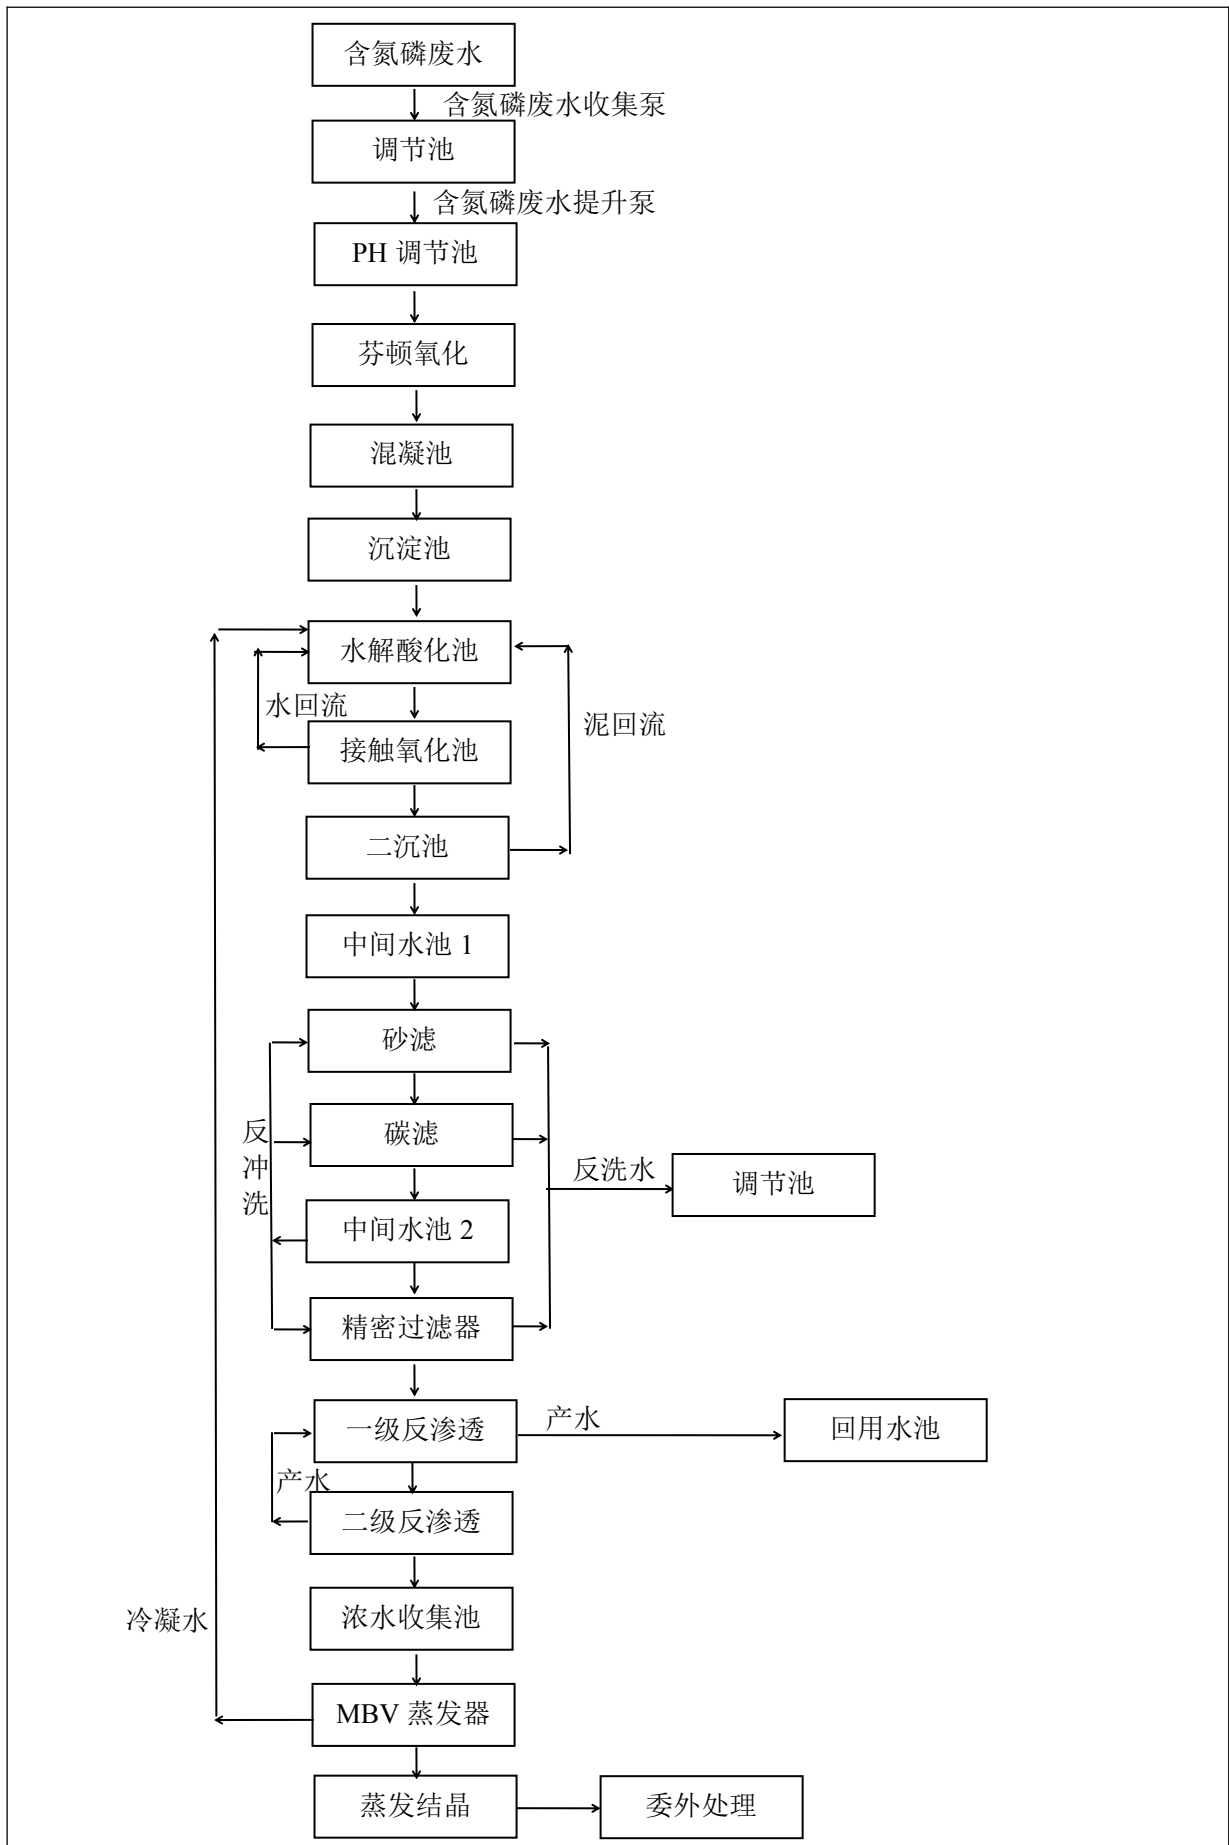 含氮磷废水
含氮磷废水收集泵
调节池
含氮磷废水提升泵
PH 调节池
芬顿氧化
混凝池
沉淀池
水解酸化池
水回流
泥回流
接触氧化池
二沉池
中间水池 1
砂滤
反冲洗
碳滤
反洗水
调节池
中间水池 2
精密过滤器
一级反渗透
产水
回用水池
产水
二级反渗透
冷凝水
浓水收集池
MBV 蒸发器
蒸发结晶
委外处理